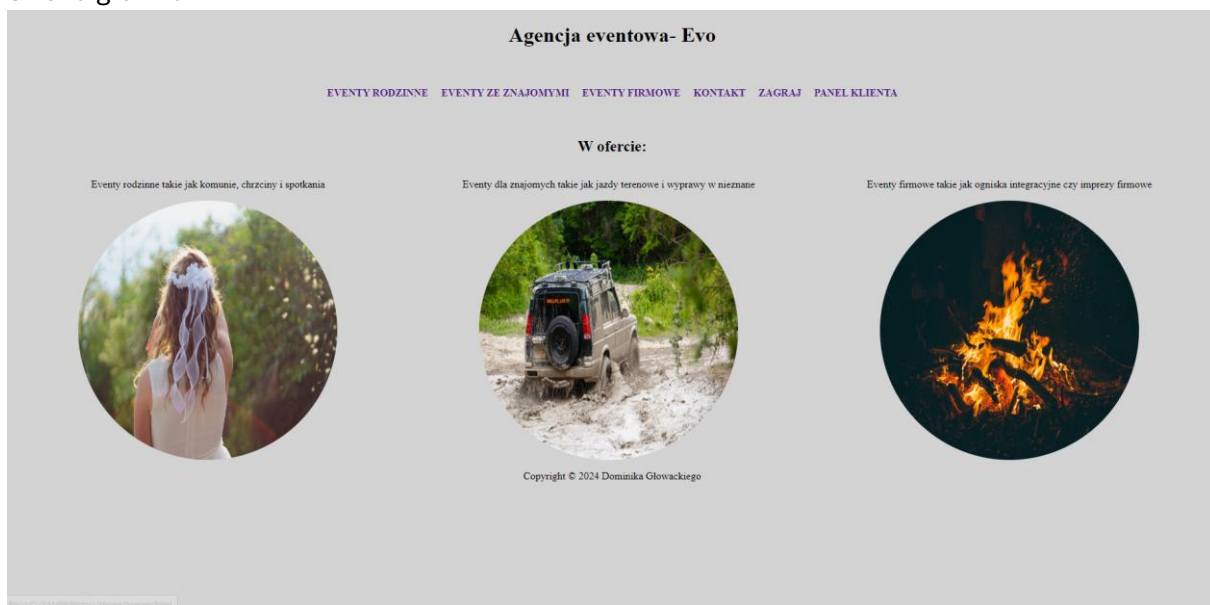 Agencja eventowa- Evo
EVENTY RODZINNE EVENTY ZE ZNAJOMYMI EVENTY FIRMOWE KONTAKT ZAGRAJ PANEL KLIENTA
W ofercie:
Eventy rodzinne takie jak komunie, chrzciny i spotkania
Eventy dla znajomych takie jak jazdy terenowe i wyprawy w nieznane
Eventy firmowe takie jak ogniska integracyjne czy imprezy firmowe
Copyright © 2024 Dominika Głowackiego